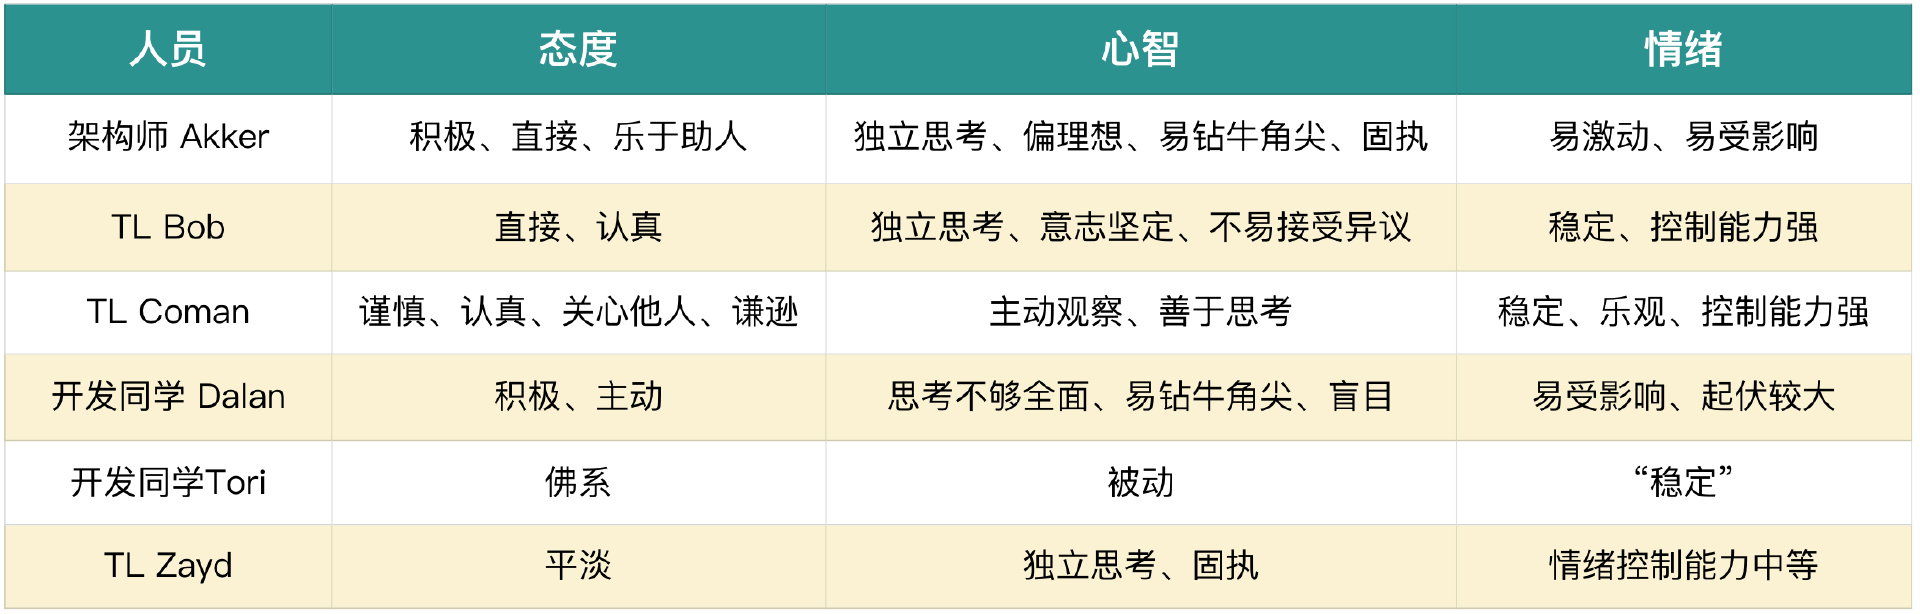 人员 态度 心智 情绪
架构师 Akker 积极、直接、乐于助人 独立思考、偏理想、易钻牛角尖、固执 易激动、易受影响
TL Bob 直接、认真 独立思考、意志坚定、不易接受异议 稳定、控制能力强
TL Coman 谨慎、认真、关心他人、谦逊 主动观察、善于思考 稳定、乐观、控制能力强
开发同学 Dalan 积极、主动 思考不够全面、易钻牛角尖、盲目 易受影响、起伏较大
开发同学Tori 佛系 被动 “稳定”
TL Zayd 平淡 独立思考、固执 情绪控制能力中等